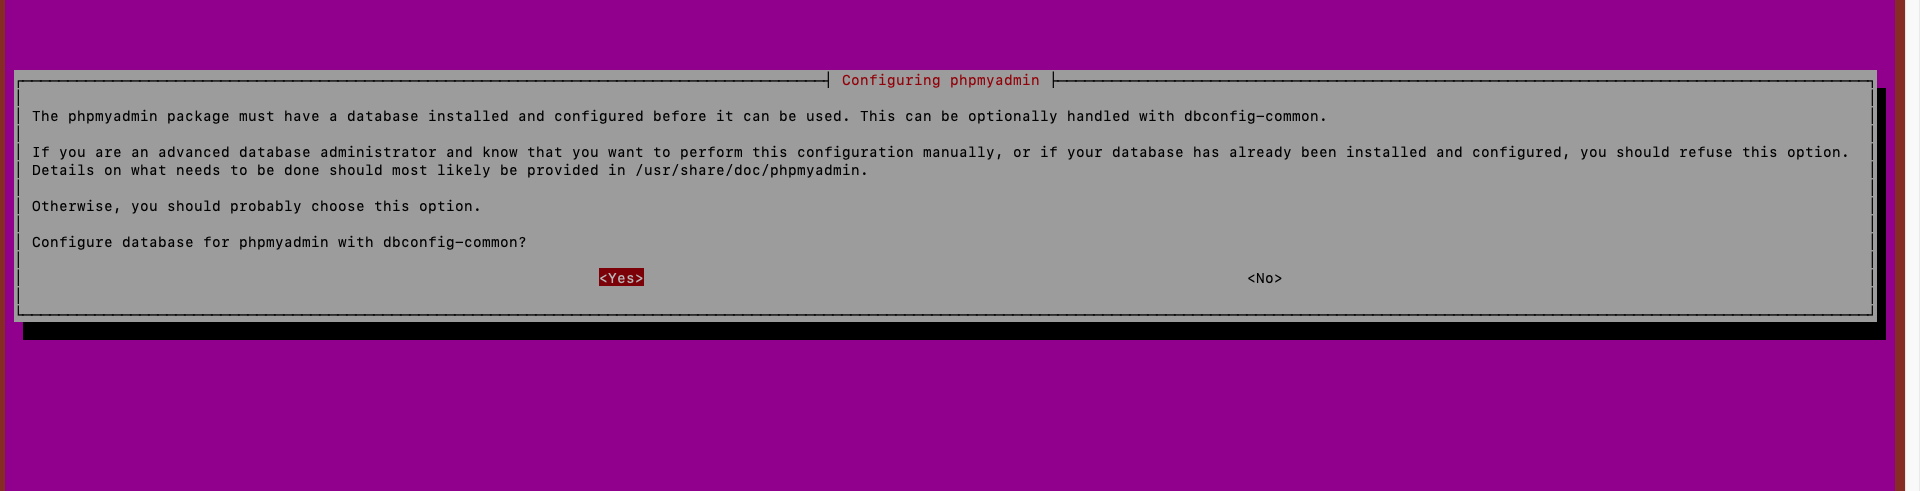 Configuring phpmyadmin
The phpmyadmin package must have a database installed and configured before it can be used. This can be optionally handled with dbconfig-common.
If you are an advanced database administrator and know that you want to perform this configuration manually, or if your database has already been installed and configured, you should refuse this option.
Details on what needs to be done should most likely be provided in /usr/share/doc/phpmyadmin.
Otherwise, you should probably choose this option.
Configure database for phpmyadmin with dbconfig-common?
<Yes> <No>